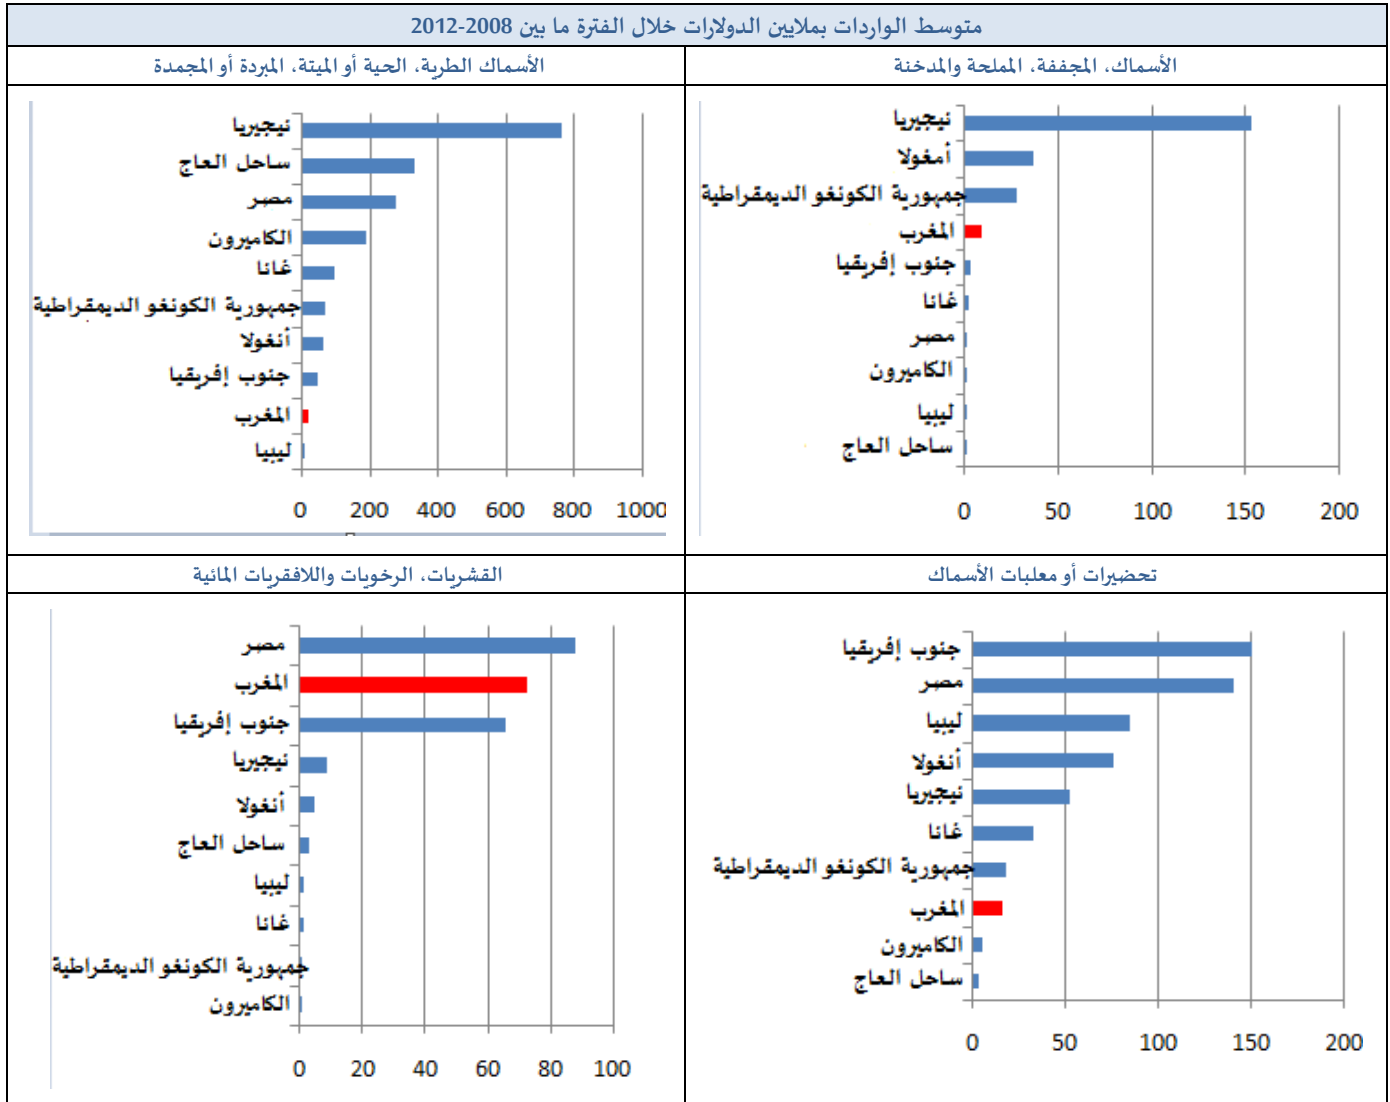 متوسط الواردات بملايين الدولارات خلال الفترة ما بين 2008-2012
الأسماك، المجففة، المملحة والمدخنة
نيجيريا
أمغولا
جمهورية الكونغو الديمقراطية
المغرب
جنوب إفريقيا
غانا
مصر
الكاميرون
ليبيا
ساحل العاج
0 50 100 150 200
الأسماك الطرية، الحية أو الميتة، المبردة أو المجمدة
نيجيريا
ساحل العاج
مصر
الكاميرون
غانا
جمهورية الكونغو الديمقراطية
أنغولا
جنوب إفريقيا
المغرب
ليبيا
0 200 400 600 800 1000
تحضيرات أو معلبات الأسماك
جنوب إفريقيا
مصر
ليبيا
أنغولا
نيجيريا
غانا
جمهورية الكونغو الديمقراطية
المغرب
الكاميرون
ساحل العاج
0 50 100 150 200
القشريات، الرخويات واللافقريات المائية
مصر
المغرب
جنوب إفريقيا
نيجيريا
أنغولا
ساحل العاج
ليبيا
غانا
جمهورية الكونغو الديمقراطية
الكاميرون
0 20 40 60 80 100